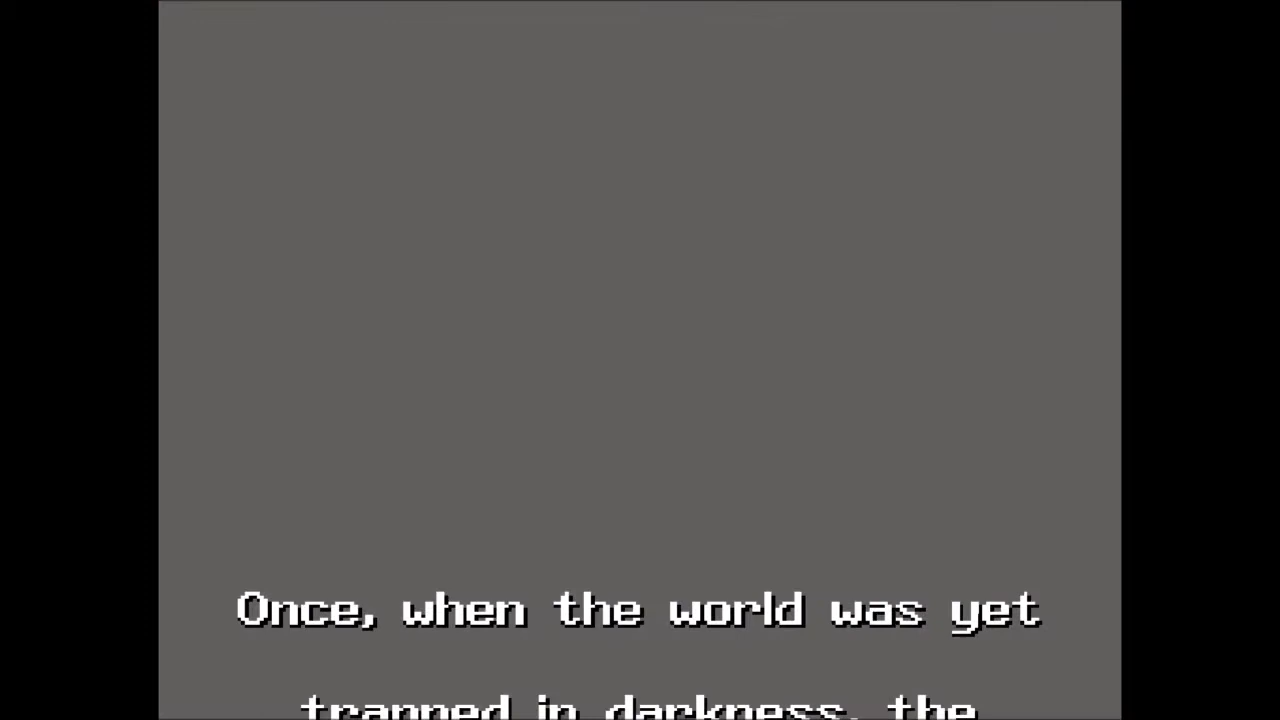 Once, when the world was yet
trapped in darkness, the